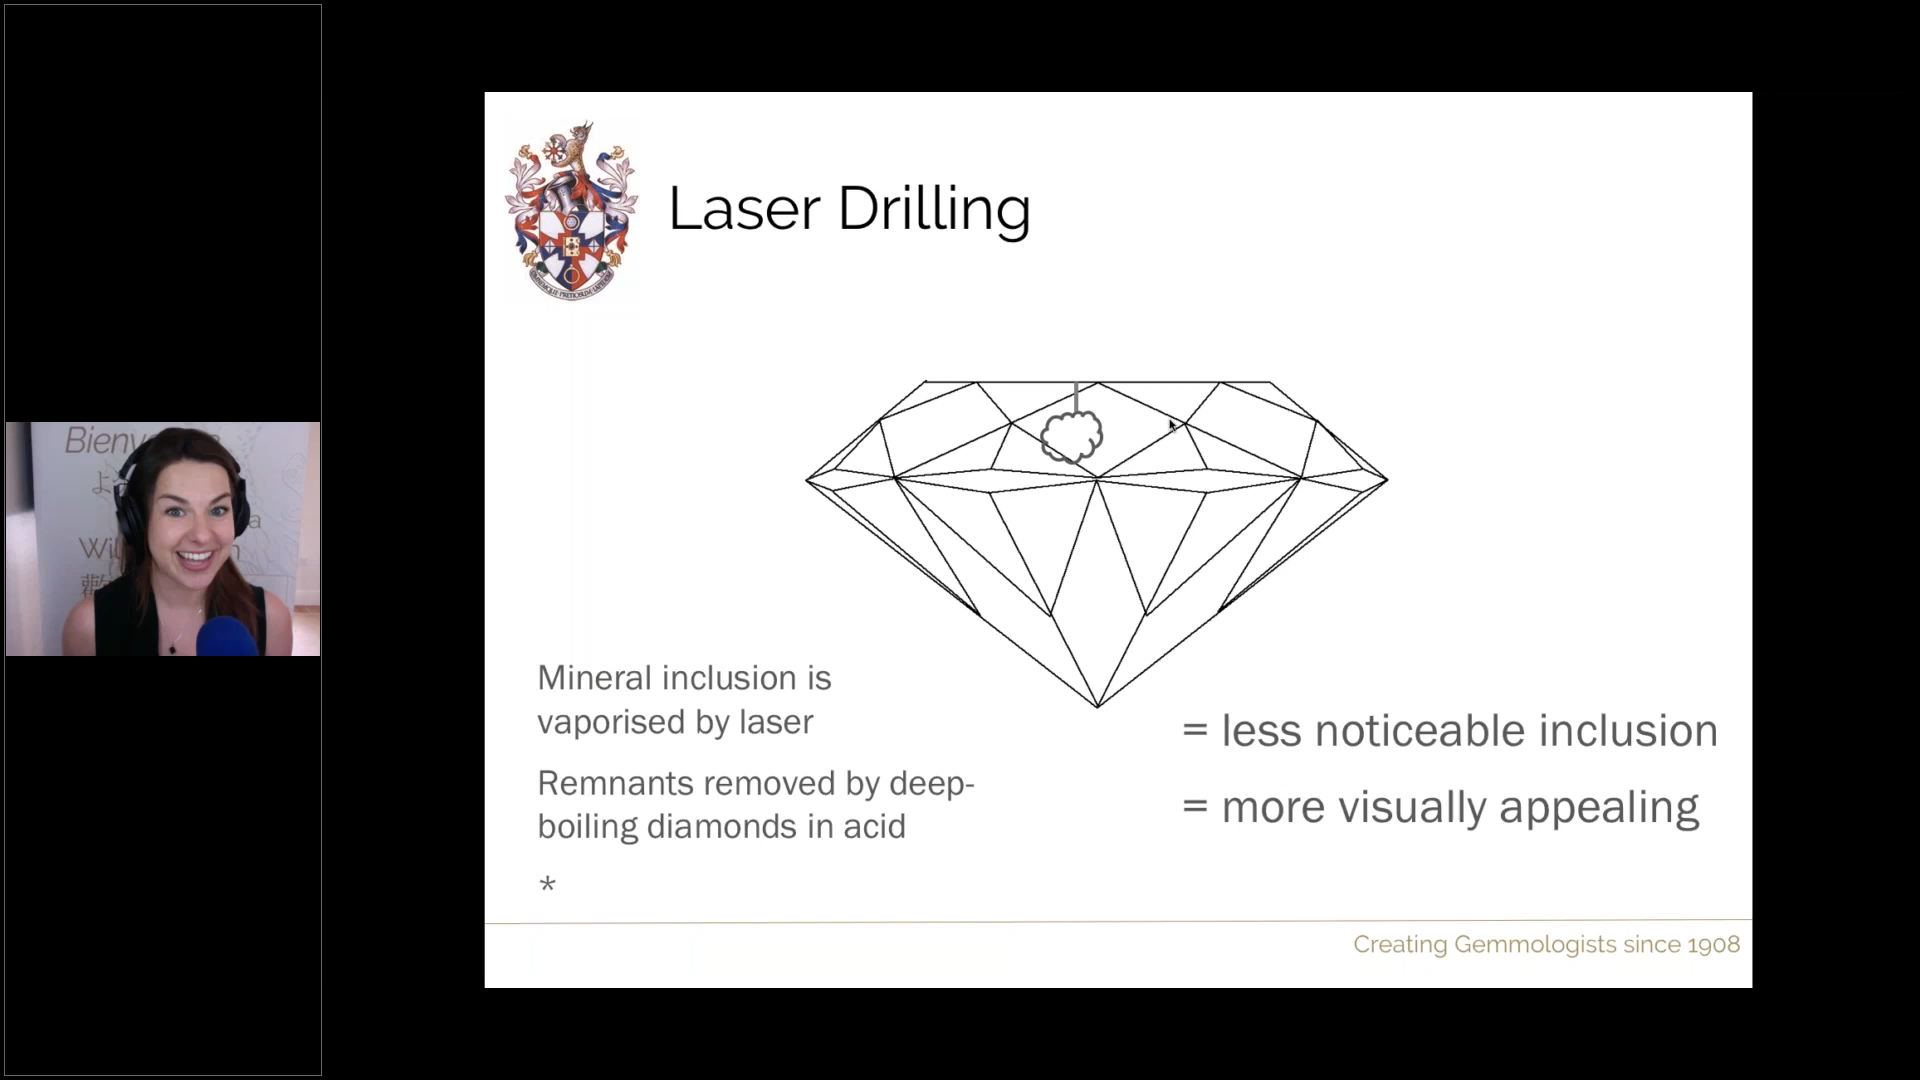 Laser Drilling
Mineral inclusion is
vaporised by laser
Remnants removed by deep-
boiling diamonds in acid
*
= less noticeable inclusion
= more visually appealing
Creating Gemmologists since 1908